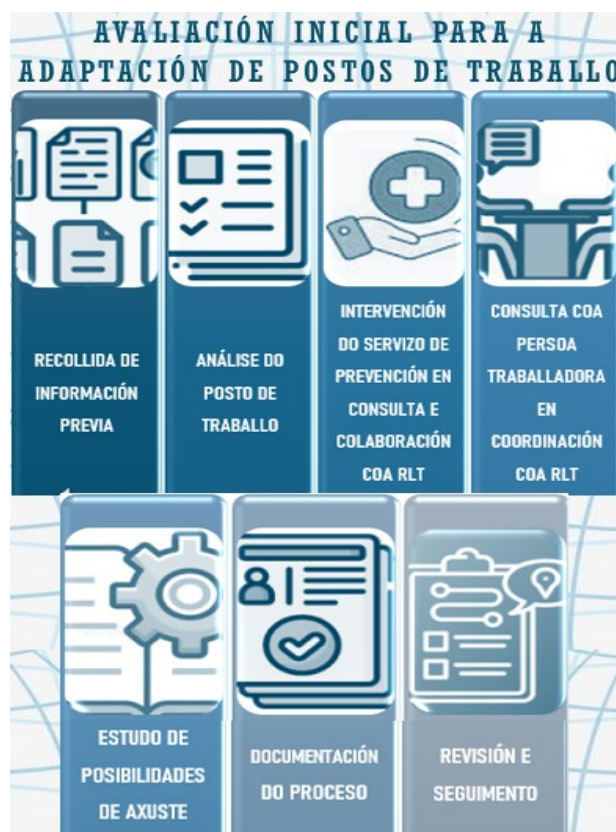 AVALIACIÓN INICIAL PARA A
ADAPTACIÓN DE POSTOS DE TRABALLO
RECOLLIDA DE
INFORMACIÓN
PREVIA
ANÁLISE DO
POSTO DE
TRABALLO
INTERVENCIÓN
DO SERVIZO DE
PREVENCIÓN EN
CONSULTA E
COLABORACIÓN
COA RLT
CONSULTA COA
PERSOA
TRABALLADORA
EN
COORDINACIÓN
COA RLT
ESTUDO DE
POSIBILIDADES
DE AXUSTE
DOCUMENTACIÓN
DO PROCESO
REVISIÓN E
SEGUIMENTO